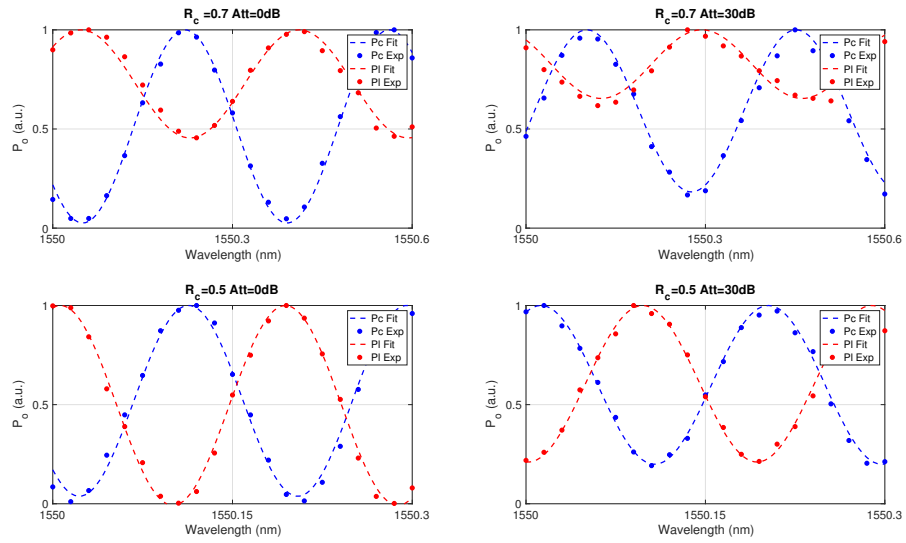 R_c =0.7 Att=0dB
P_o (a.u.)
1
0.5
0
1550
1550.3
1550.6
Wavelength (nm)
Pc Fit
Pc Exp
Pl Fit
Pl Exp
R_c =0.7 Att=30dB
P_o (a.u.)
1
0.5
0
1550
1550.3
1550.6
Wavelength (nm)
Pc Fit
Pc Exp
Pl Fit
Pl Exp
R_c=0.5 Att=0dB
P_o (a.u.)
1
0.5
0
1550
1550.15
1550.3
Wavelength (nm)
Pc Fit
Pc Exp
Pl Fit
Pl Exp
R_c=0.5 Att=30dB
P_o (a.u.)
1
0.5
0
1550
1550.15
1550.3
Wavelength (nm)
Pc Fit
Pc Exp
Pl Fit
Pl Exp